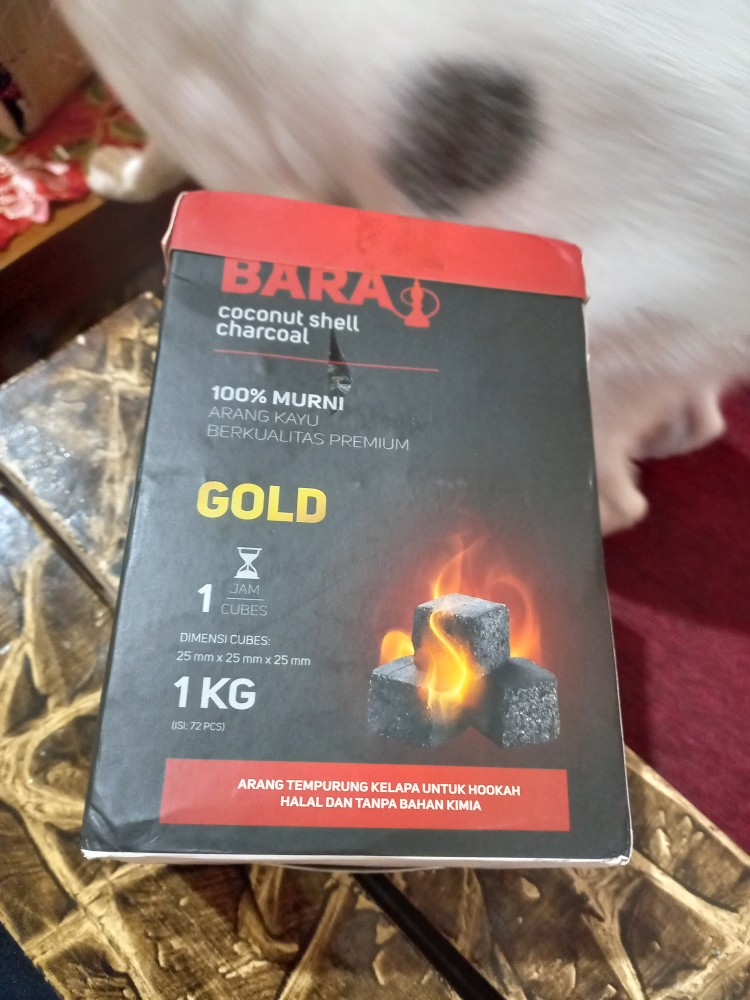 BARA
coconut shell
charcoal
100% MURNI
ARANG KAYU
BERKUALITAS PREMIUM
GOLD
1 JAM
CUBES
DIMENSI CUBES:
25 mm x 25 mm x 25 mm
1 KG
(ISI: 72 PCS)
ARANG TEMPURUNG KELAPA UNTUK HOOKAH
HALAL DAN TANPA BAHAN KIMIA